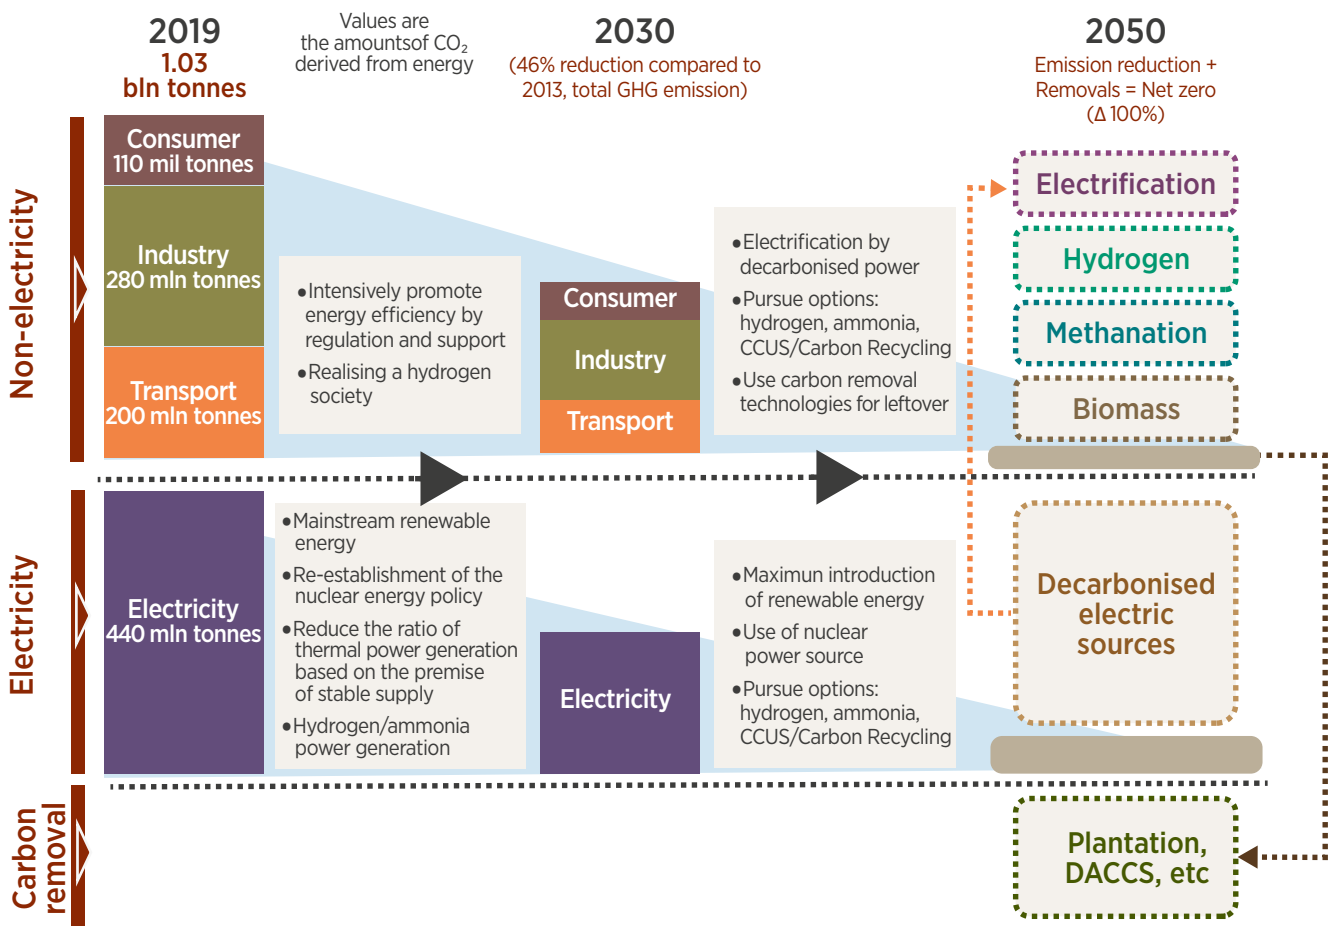 2019
1.03
bln tonnes
Values are
the amountsof CO₂
derived from energy
2030
(46% reduction compared to
2013, total GHG emission)
2050
Emission reduction +
Removals = Net zero
(Δ 100%)
Non-electricity
Consumer
110 mil tonnes
Industry
280 mln tonnes
Transport
200 mln tonnes
•Intensively promote
energy efficiency by
regulation and support
•Realising a hydrogen
society
Consumer
Industry
Transport
•Electrification by
decarbonised power
•Pursue options:
hydrogen, ammonia,
CCUS/Carbon Recycling
•Use carbon removal
technologies for leftover
Electrification
Hydrogen
Methanation
Biomass
Electricity
Electricity
440 mln tonnes
•Mainstream renewable
energy
•Re-establishment of the
nuclear energy policy
•Reduce the ratio of
thermal power generation
based on the premise
of stable supply
•Hydrogen/ammonia
power generation
Electricity
•Maximun introduction
of renewable energy
•Use of nuclear
power source
•Pursue options:
hydrogen, ammonia,
CCUS/Carbon Recycling
Decarbonised
electric
sources
Carbon
removal
Plantation,
DACCS, etc